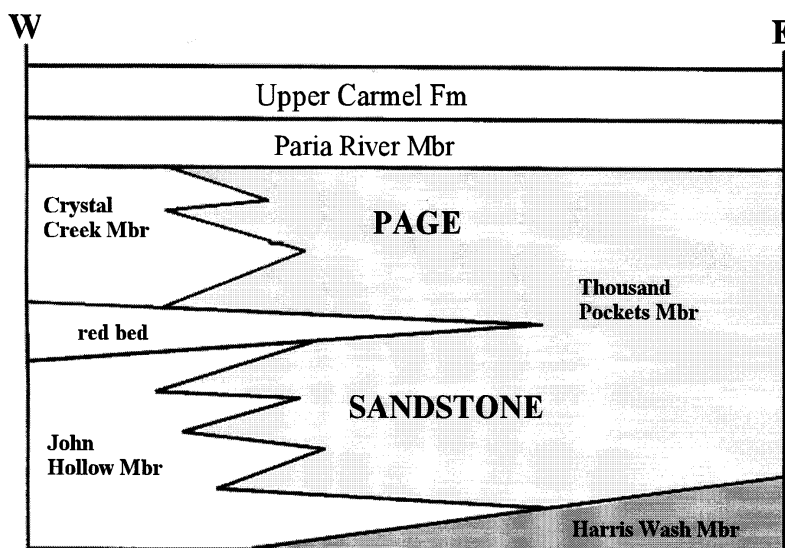 W
E
Upper Carmel Fm
Paria River Mbr
Crystal
Creek Mbr
PAGE
Thousand
Pockets Mbr
red bed
SANDSTONE
John
Hollow Mbr
Harris Wash Mbr